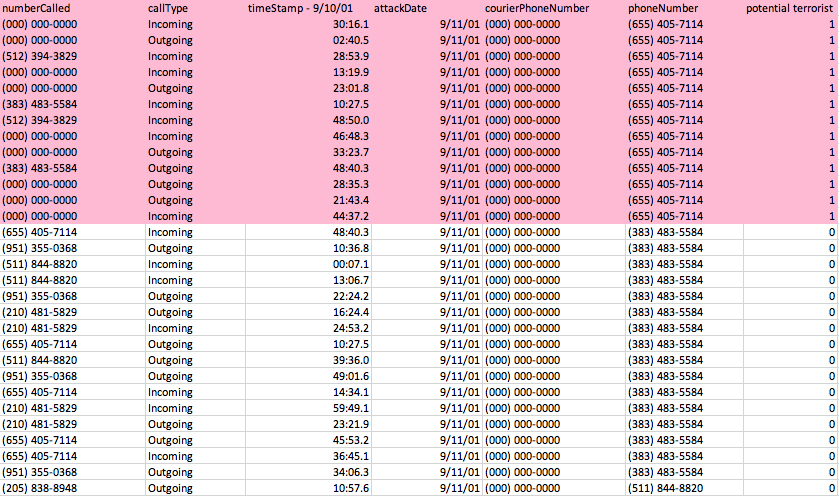 numberCalled callType timeStamp - 9/10/01 attackDate courierPhoneNumber phoneNumber potential terrorist
(000) 000-0000 Incoming 30:16.1 9/11/01 (000) 000-0000 (655) 405-7114 1
(000) 000-0000 Outgoing 02:40.5 9/11/01 (000) 000-0000 (655) 405-7114 1
(512) 394-3829 Incoming 28:53.9 9/11/01 (000) 000-0000 (655) 405-7114 1
(000) 000-0000 Incoming 13:19.9 9/11/01 (000) 000-0000 (655) 405-7114 1
(000) 000-0000 Outgoing 23:01.8 9/11/01 (000) 000-0000 (655) 405-7114 1
(383) 483-5584 Incoming 10:27.5 9/11/01 (000) 000-0000 (655) 405-7114 1
(512) 394-3829 Incoming 48:50.0 9/11/01 (000) 000-0000 (655) 405-7114 1
(000) 000-0000 Incoming 46:48.3 9/11/01 (000) 000-0000 (655) 405-7114 1
(000) 000-0000 Outgoing 33:23.7 9/11/01 (000) 000-0000 (655) 405-7114 1
(383) 483-5584 Outgoing 48:40.3 9/11/01 (000) 000-0000 (655) 405-7114 1
(000) 000-0000 Outgoing 28:35.3 9/11/01 (000) 000-0000 (655) 405-7114 1
(000) 000-0000 Outgoing 21:43.4 9/11/01 (000) 000-0000 (655) 405-7114 1
(000) 000-0000 Incoming 44:37.2 9/11/01 (000) 000-0000 (655) 405-7114 1
(655) 405-7114 Incoming 48:40.3 9/11/01 (000) 000-0000 (383) 483-5584 0
(951) 355-0368 Outgoing 10:36.8 9/11/01 (000) 000-0000 (383) 483-5584 0
(511) 844-8820 Incoming 00:07.1 9/11/01 (000) 000-0000 (383) 483-5584 0
(511) 844-8820 Incoming 13:06.7 9/11/01 (000) 000-0000 (383) 483-5584 0
(951) 355-0368 Outgoing 22:24.2 9/11/01 (000) 000-0000 (383) 483-5584 0
(210) 481-5829 Outgoing 16:24.4 9/11/01 (000) 000-0000 (383) 483-5584 0
(210) 481-5829 Incoming 24:53.2 9/11/01 (000) 000-0000 (383) 483-5584 0
(655) 405-7114 Outgoing 10:27.5 9/11/01 (000) 000-0000 (383) 483-5584 0
(511) 844-8820 Outgoing 39:36.0 9/11/01 (000) 000-0000 (383) 483-5584 0
(951) 355-0368 Outgoing 49:01.6 9/11/01 (000) 000-0000 (383) 483-5584 0
(655) 405-7114 Incoming 14:34.1 9/11/01 (000) 000-0000 (383) 483-5584 0
(210) 481-5829 Incoming 59:49.1 9/11/01 (000) 000-0000 (383) 483-5584 0
(210) 481-5829 Outgoing 23:21.9 9/11/01 (000) 000-0000 (383) 483-5584 0
(655) 405-7114 Outgoing 45:53.2 9/11/01 (000) 000-0000 (383) 483-5584 0
(655) 405-7114 Incoming 36:45.1 9/11/01 (000) 000-0000 (383) 483-5584 0
(951) 355-0368 Outgoing 34:06.3 9/11/01 (000) 000-0000 (383) 483-5584 0
(205) 838-8948 Outgoing 10:57.6 9/11/01 (000) 000-0000 (511) 844-8820 0